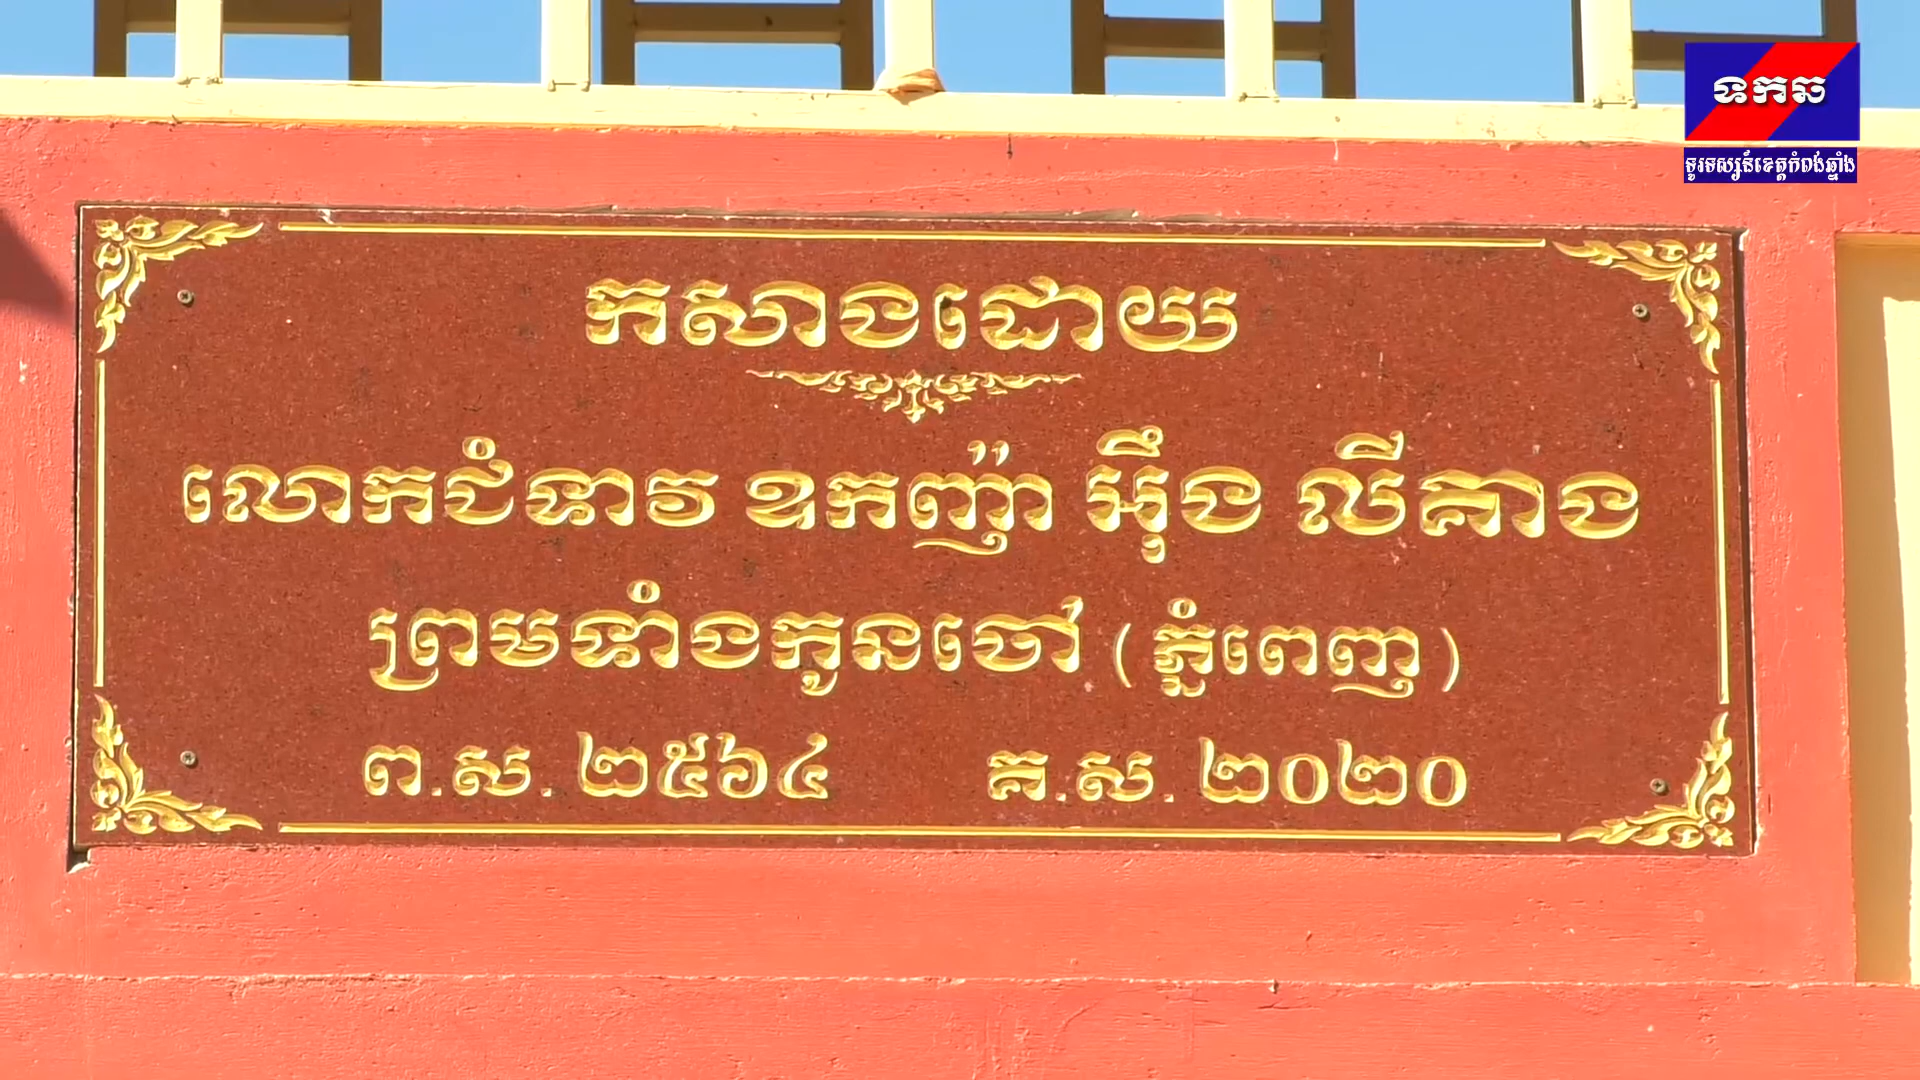 ទកឆ
ទូរទស្សន៍ខេត្តកំពង់ឆ្នាំង
កសាងដោយ
លោកជំទាវ ឧកញ៉ា អ៊ឹង លីគាង
ព្រមទាំងកូនចៅ (ភ្នំពេញ)
ព.ស. ២៥៦៤ គ.ស. ២០២០